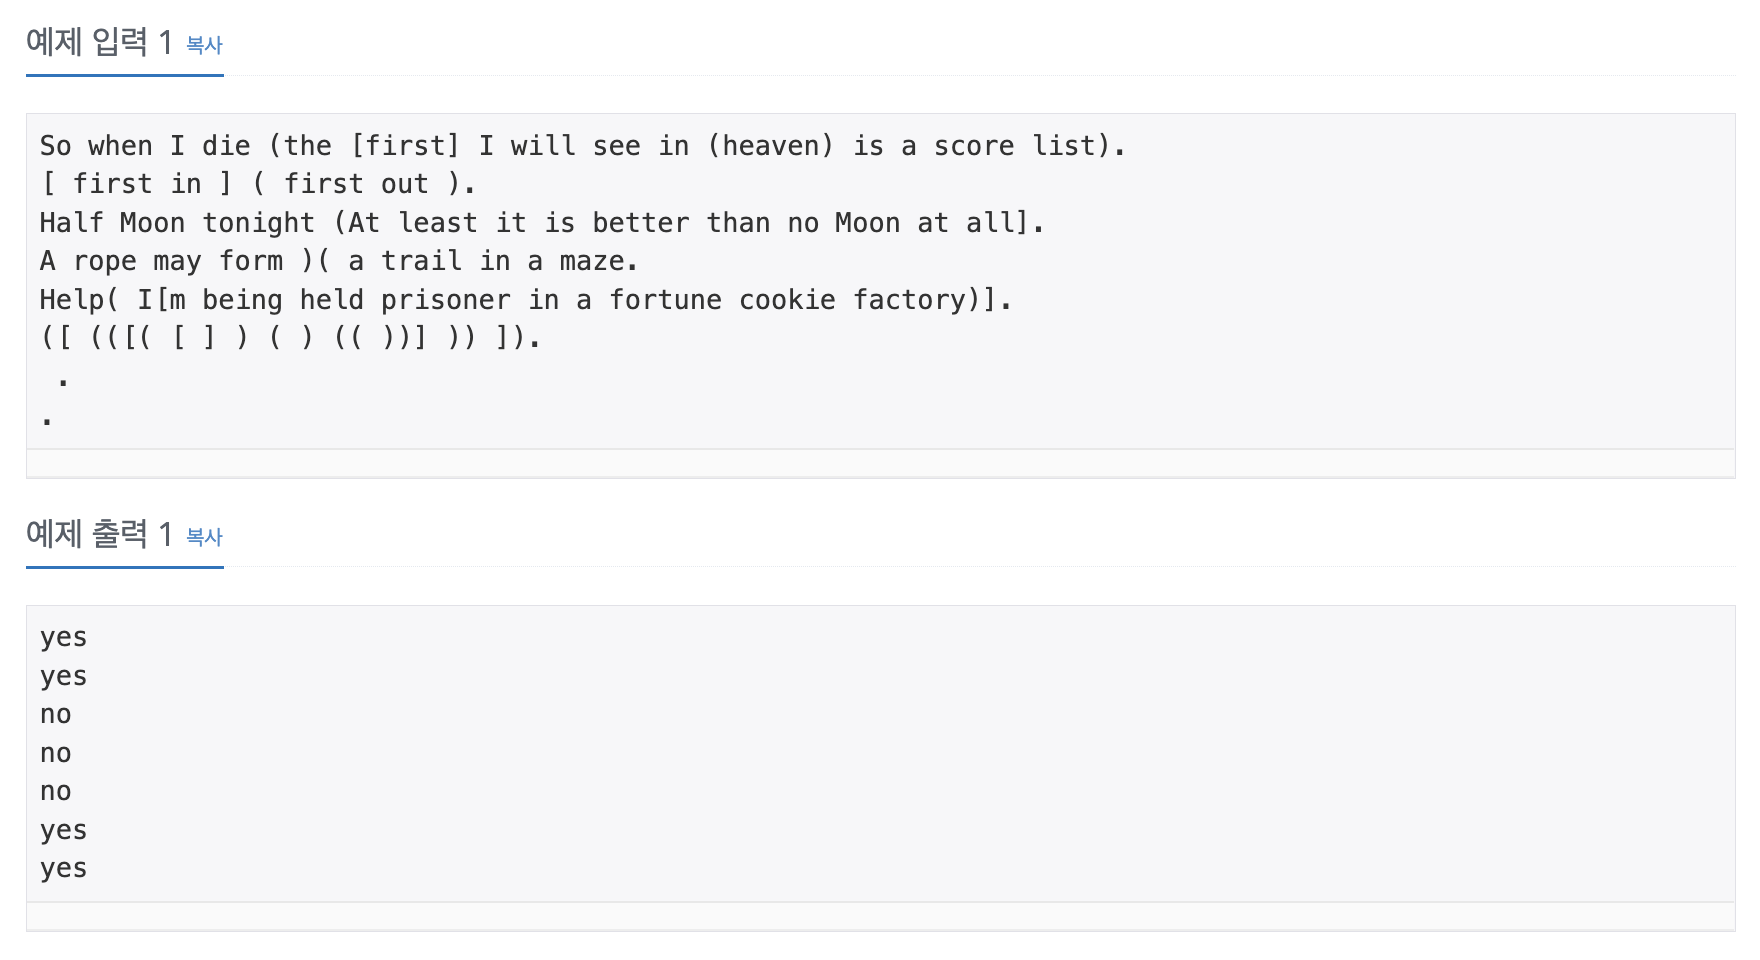 예제 입력 1 복사
So when I die (the [first] I will see in (heaven) is a score list).
[ first in ] ( first out ).
Half Moon tonight (At least it is better than no Moon at all].
A rope may form )( a trail in a maze.
Help( I[m being held prisoner in a fortune cookie factory)].
([ (([( [ ] ) ( ) (( ))] )) ]).
 .
.
예제 출력 1 복사
yes
yes
no
no
no
yes
yes